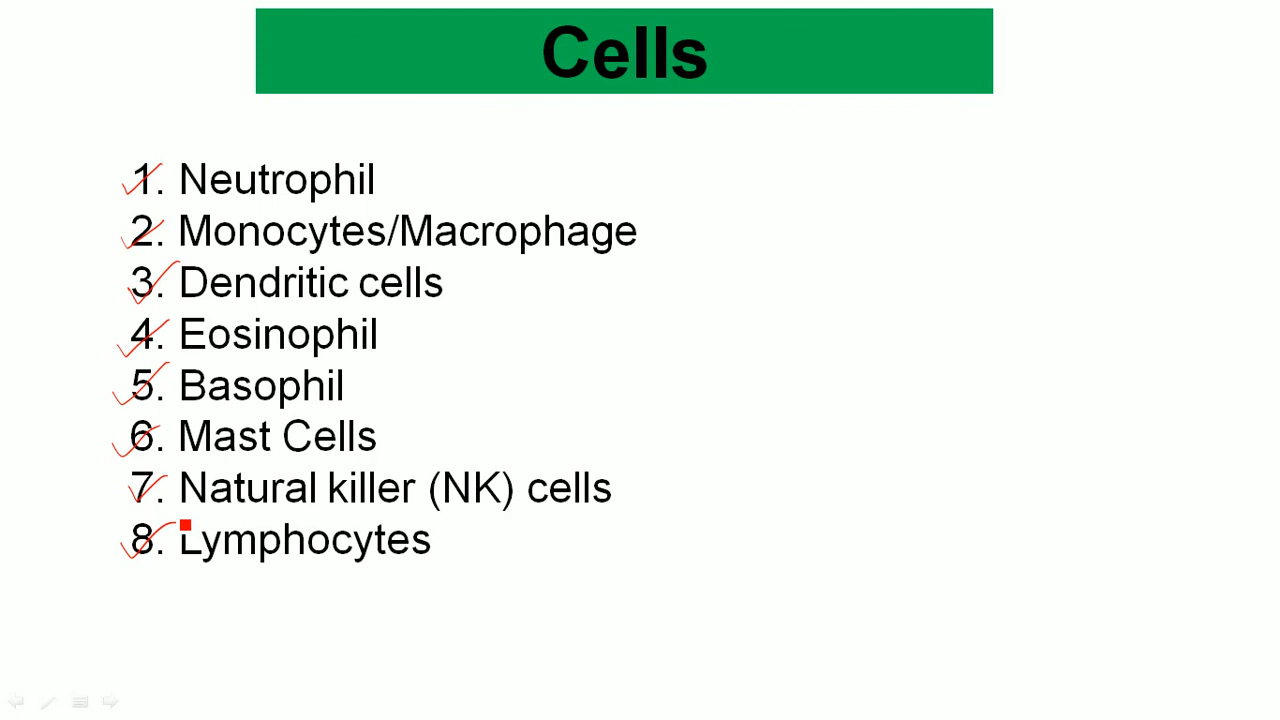 Cells
1. Neutrophil
2. Monocytes/Macrophage
3. Dendritic cells
4. Eosinophil
5. Basophil
6. Mast Cells
7. Natural killer (NK) cells
8. Lymphocytes